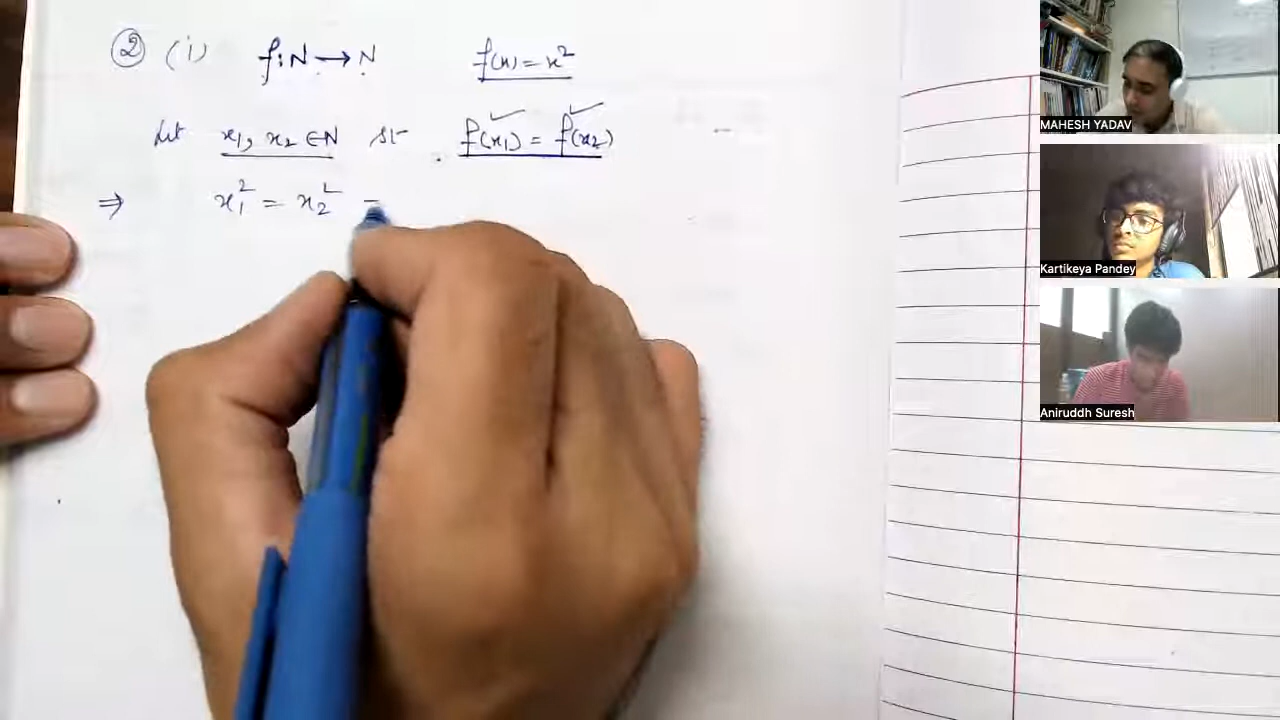 ② (i) f: N → N f(x) = x²
Let x₁, x₂ ∈ N st f(x₁) = f(x₂)
⇒ x₁² = x₂²
MAHESH YADAV
Kartikeya Pandey
Aniruddh Suresh